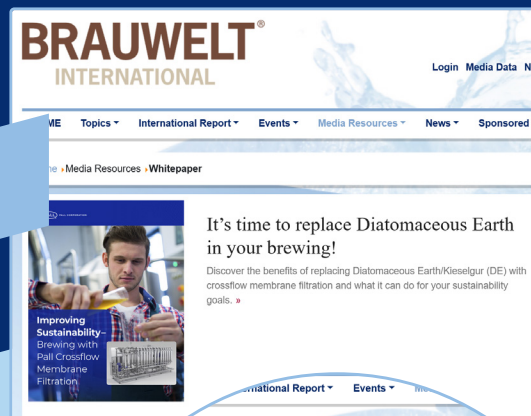 BRAUWELT®
INTERNATIONAL
Login Media Data N
ME Topics International Report Events Media Resources News Sponsored
Media Resources Whitepaper
PALL CORPORATION
It's time to replace Diatomaceous Earth
in your brewing!
Discover the benefits of replacing Diatomaceous Earth/Kieselgur (DE) with
crossflow membrane filtration and what it can do for your sustainability
goals. »
Improving
Sustainability–
Brewing with
Pall Crossflow
Membrane
Filtration
national Report Events